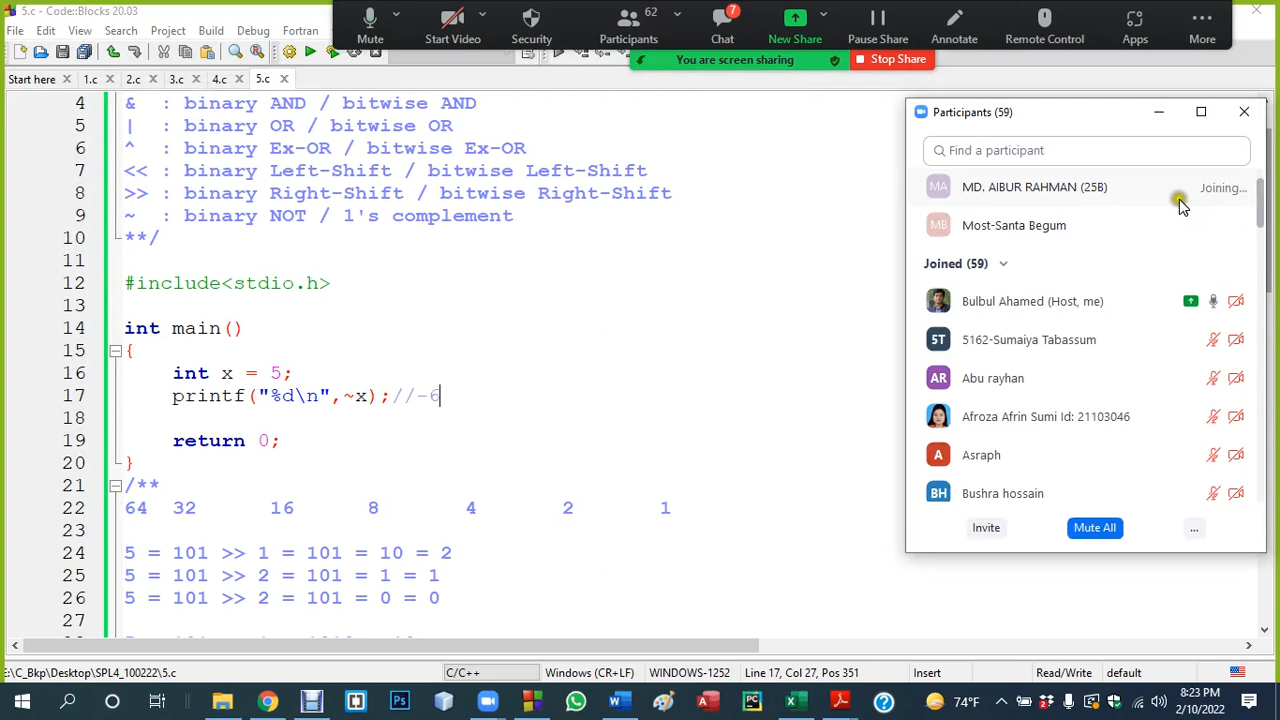 Code::Blocks 20.03
File Edit View Search Project Build Debug Fortran
62
7
Mute Start Video Security Participants Chat New Share Pause Share Annotate Remote Control Apps More
You are screen sharing
Stop Share
Start here 1.c 2.c 3.c 4.c 5.c
4 & : binary AND / bitwise AND
5 | : binary OR / bitwise OR
6 ^ : binary Ex-OR / bitwise Ex-OR
7 << : binary Left-Shift / bitwise Left-Shift
8 >> : binary Right-Shift / bitwise Right-Shift
9 ~ : binary NOT / 1's complement
10 **/
11
12 #include<stdio.h>
13
14 int main()
15 {
16 int x = 5;
17 printf("%d\n",~x);//-6
18
19 return 0;
20 }
21 /**
22 64 32 16 8 4 2 1
23
24 5 = 101 >> 1 = 101 = 10 = 2
25 5 = 101 >> 2 = 101 = 1 = 1
26 5 = 101 >> 2 = 101 = 0 = 0
27
Participants (59)
Find a participant
MA MD. AIBUR RAHMAN (25B) Joining...
MB Most-Santa Begum
Joined (59)
Bulbul Ahamed (Host, me)
5T 5162-Sumaiya Tabassum
AR Abu rayhan
Afroza Afrin Sumi Id: 21103046
A Asraph
BH Bushra hossain
Invite Mute All ...
E:\C_Bkp\Desktop\SPL4_100222\5.c C/C++ Windows (CR+LF) WINDOWS-1252 Line 17, Col 27, Pos 351 Insert Read/Write default
74°F
8:23 PM
2/10/2022